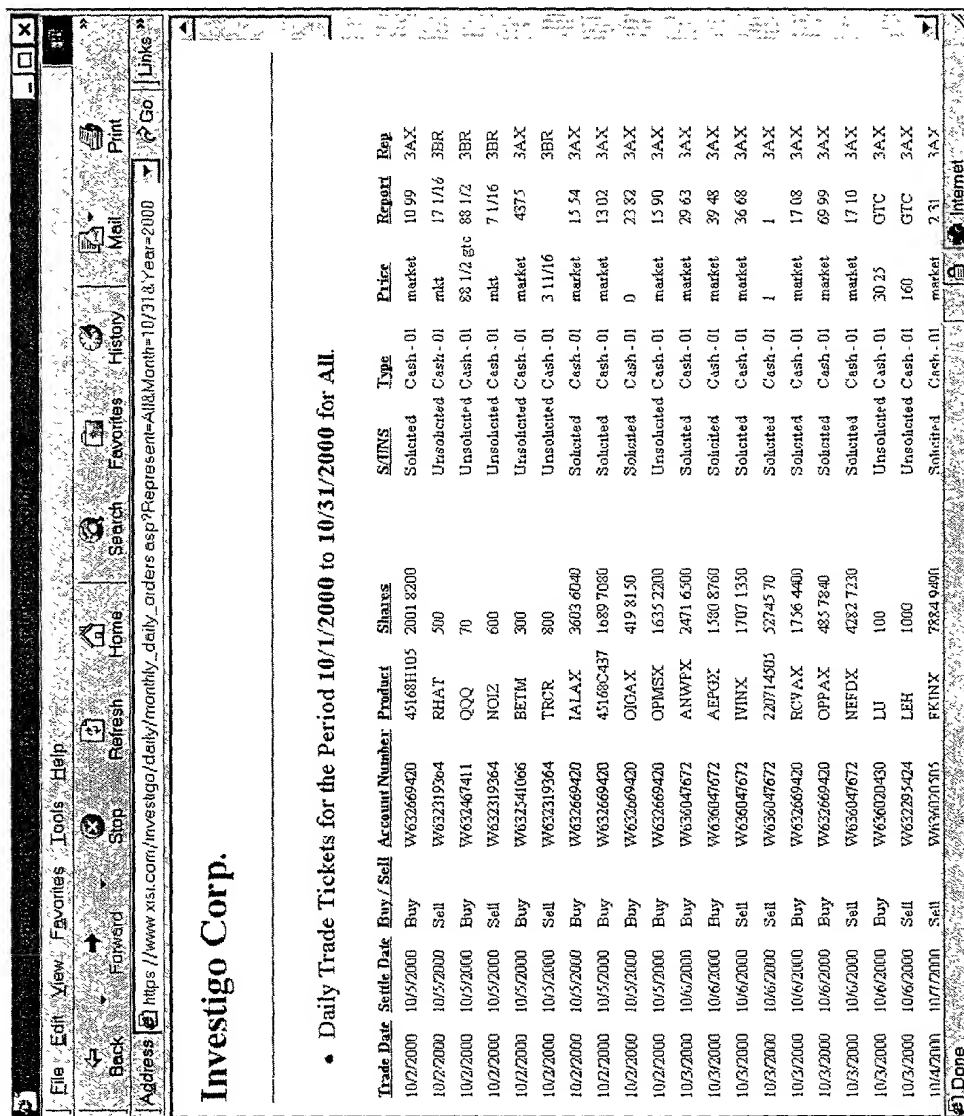 File Edit View Favorites Tools Help
Back Forward Stop Refresh Home Search Favorites History Mail Print
Address https //www xisi.com/investigo/daily/monthly_daily_orders asp?Represent=All&Month=10/31&Year=2000 Go Links »
Investigo Corp.
• Daily Trade Tickets for the Period 10/1/2000 to 10/31/2000 for All.
Trade Date Settle Date Buy / Sell Account Number Product Shares S/UNS Type Price Report Rep
10/2/2000 10/5/2000 Buy W632669420 45168H105 2001 8200 Solicited Cash - 01 market 10 99 3AX
10/2/2000 10/5/2000 Sell W632319364 RHAT 500 Unsolicited Cash - 01 mkt 17 1/16 3BR
10/2/2000 10/5/2000 Buy W632467411 QQQ 70 Unsolicited Cash - 01 88 1/2 gtc 88 1/2 3BR
10/2/2000 10/5/2000 Sell W632319364 NOIZ 600 Unsolicited Cash - 01 mkt 7 1/16 3BR
10/2/2000 10/5/2000 Buy W632541066 BETM 300 Unsolicited Cash - 01 market 4375 3AX
10/2/2000 10/5/2000 Sell W632319364 TRCR 800 Unsolicited Cash - 01 3 11/16 3BR
10/2/2000 10/5/2000 Buy W632669420 IALAX 3603 6040 Solicited Cash - 01 market 15 54 3AX
10/2/2000 10/5/2000 Buy W632669420 45168C437 1689 7080 Solicited Cash - 01 market 13 02 3AX
10/2/2000 10/5/2000 Buy W632669420 OIGAX 419 8150 Solicited Cash - 01 0 23 82 3AX
10/2/2000 10/5/2000 Buy W632669420 OPMSX 1635 2200 Unsolicited Cash - 01 market 15 90 3AX
10/3/2000 10/6/2000 Buy W636047672 ANWPX 2471 6500 Solicited Cash - 01 market 29 63 3AX
10/3/2000 10/6/2000 Buy W636047672 AEPGX 1580 8760 Solicited Cash - 01 market 39 48 3AX
10/3/2000 10/6/2000 Sell W636047672 IVINX 1707 1350 Solicited Cash - 01 market 36 68 3AX
10/3/2000 10/6/2000 Sell W636047672 220714505 52745 70 Solicited Cash - 01 1 1 3AX
10/3/2000 10/6/2000 Buy W632669420 RCVAX 1756 4400 Solicited Cash - 01 market 17 08 3AX
10/3/2000 10/6/2000 Buy W632669420 OPPAX 485 7840 Solicited Cash - 01 market 69 99 3AX
10/3/2000 10/6/2000 Sell W636047672 NEFDX 4282 7230 Solicited Cash - 01 market 17 10 3AX
10/3/2000 10/6/2000 Buy W636020430 LU 100 Unsolicited Cash - 01 30 25 GTC 3AX
10/3/2000 10/6/2000 Sell W632295424 LEH 1000 Unsolicited Cash - 01 160 GTC 3AX
10/4/2000 10/7/2000 Sell W636020305 FKINX 7884 9490 Solicited Cash - 01 market 2 31 3AX
Done Internet